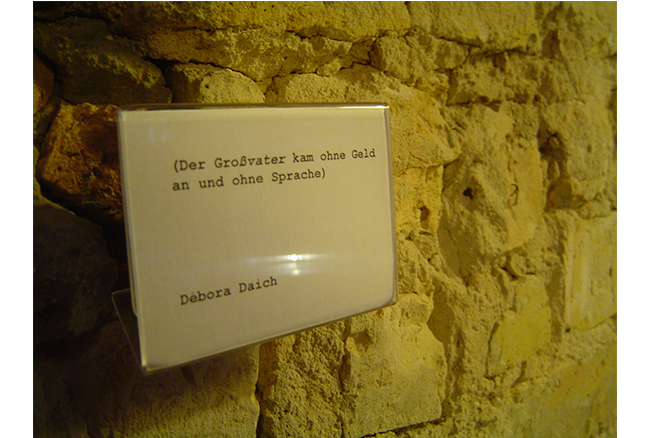 (Der Großvater kam ohne Geld
an und ohne Sprache)
Débora Daich